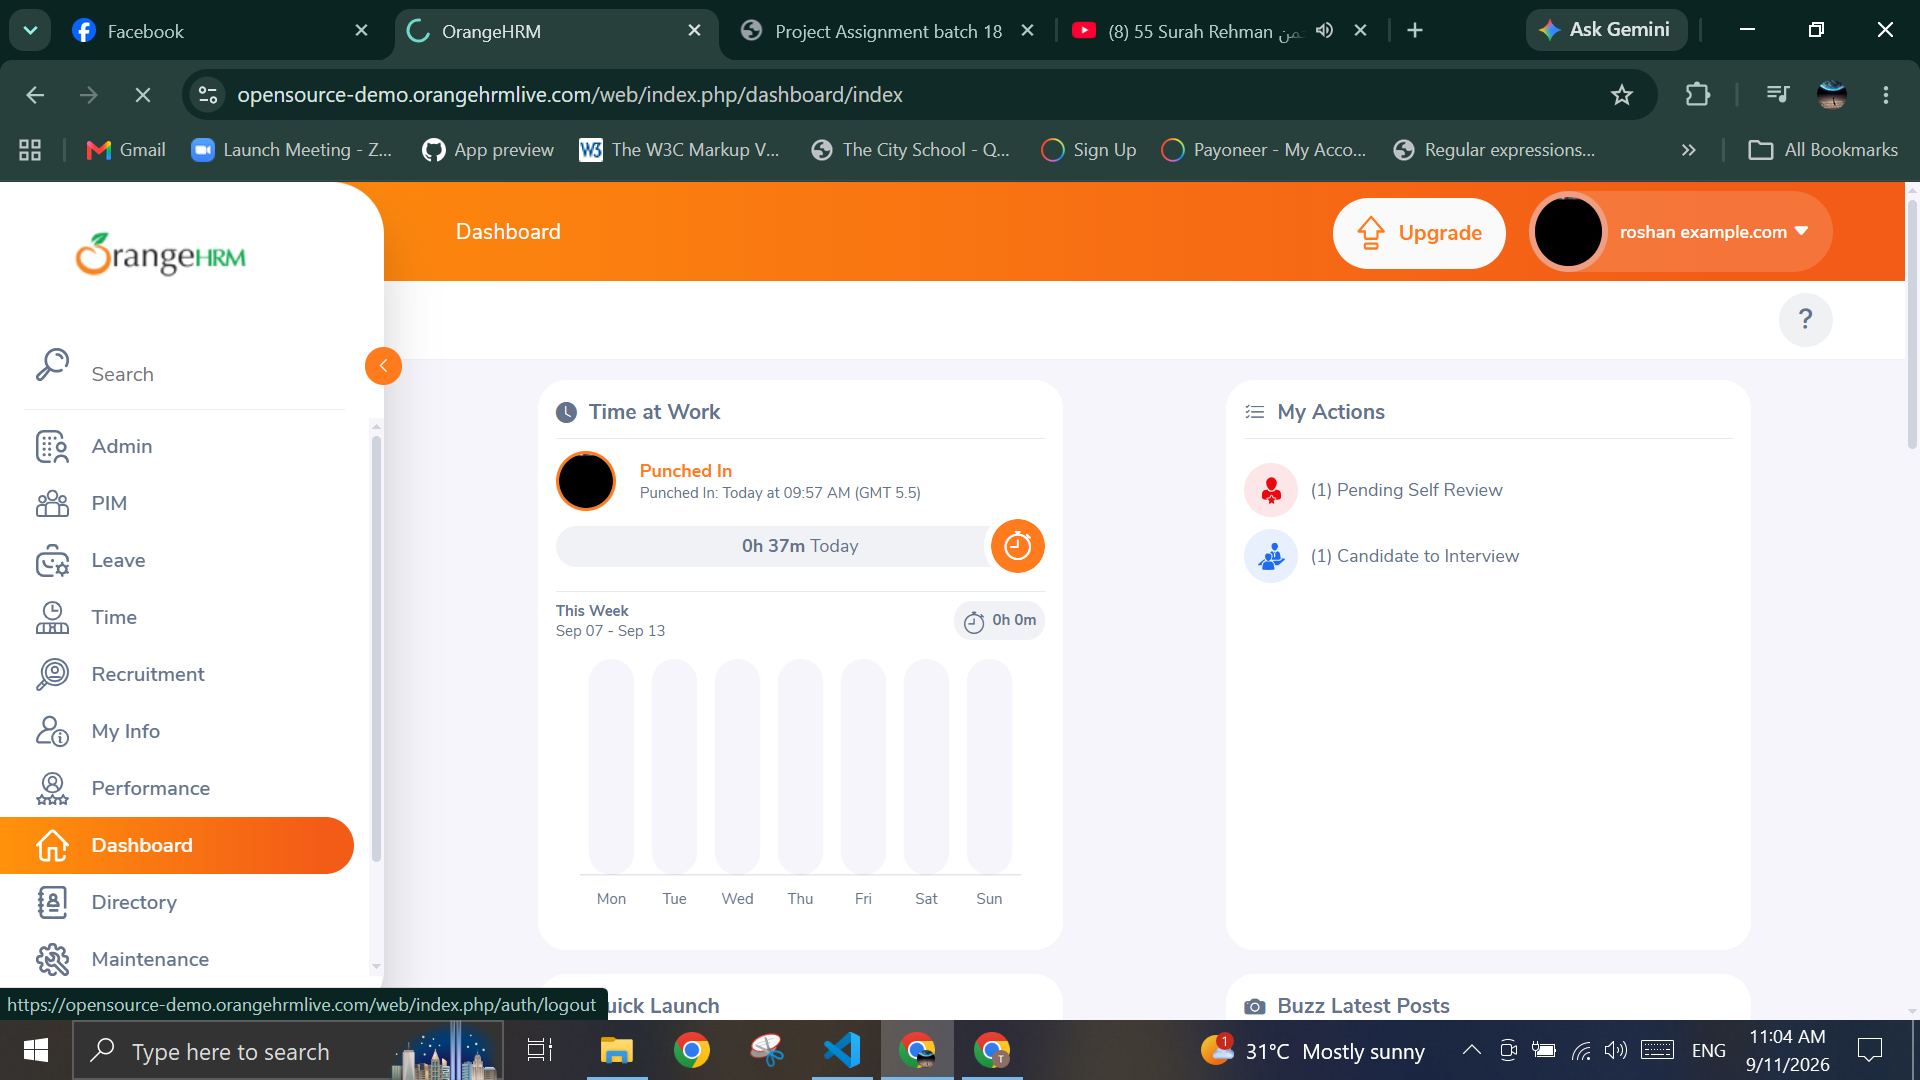 Facebook
OrangeHRM
Project Assignment batch 18
(8) 55 Surah Rehman
Ask Gemini
opensource-demo.orangehrmlive.com/web/index.php/dashboard/index
Gmail
Launch Meeting - Z...
App preview
The W3C Markup V...
The City School - Q...
Sign Up
Payoneer - My Acco...
Regular expressions...
»
All Bookmarks
OrangeHRM
Dashboard
Upgrade
roshan example.com
?
Search
Admin
PIM
Leave
Time
Recruitment
My Info
Performance
Dashboard
Directory
Maintenance
Time at Work
Punched In
Punched In: Today at 09:57 AM (GMT 5.5)
0h 37m Today
This Week
Sep 07 - Sep 13
0h 0m
Mon Tue Wed Thu Fri Sat Sun
My Actions
(1) Pending Self Review
(1) Candidate to Interview
uick Launch
Buzz Latest Posts
https://opensource-demo.orangehrmlive.com/web/index.php/auth/logout
Type here to search
1
31°C Mostly sunny
ENG
11:04 AM
9/11/2026